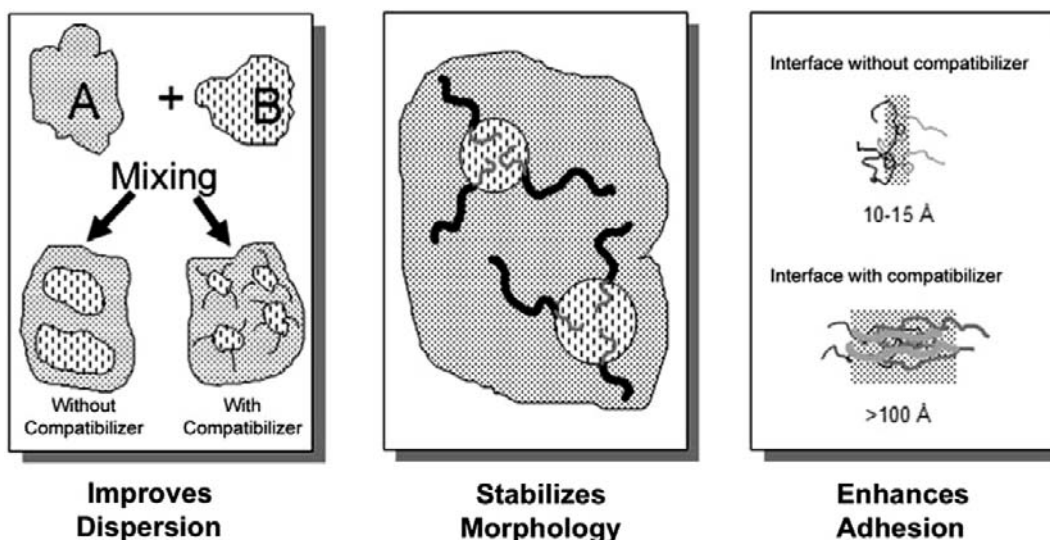 A + B
Mixing
Without
Compatibilizer
With
Compatibilizer
Improves
Dispersion
Stabilizes
Morphology
Interface without compatibilizer
10-15 Å
Interface with compatibilizer
>100 Å
Enhances
Adhesion